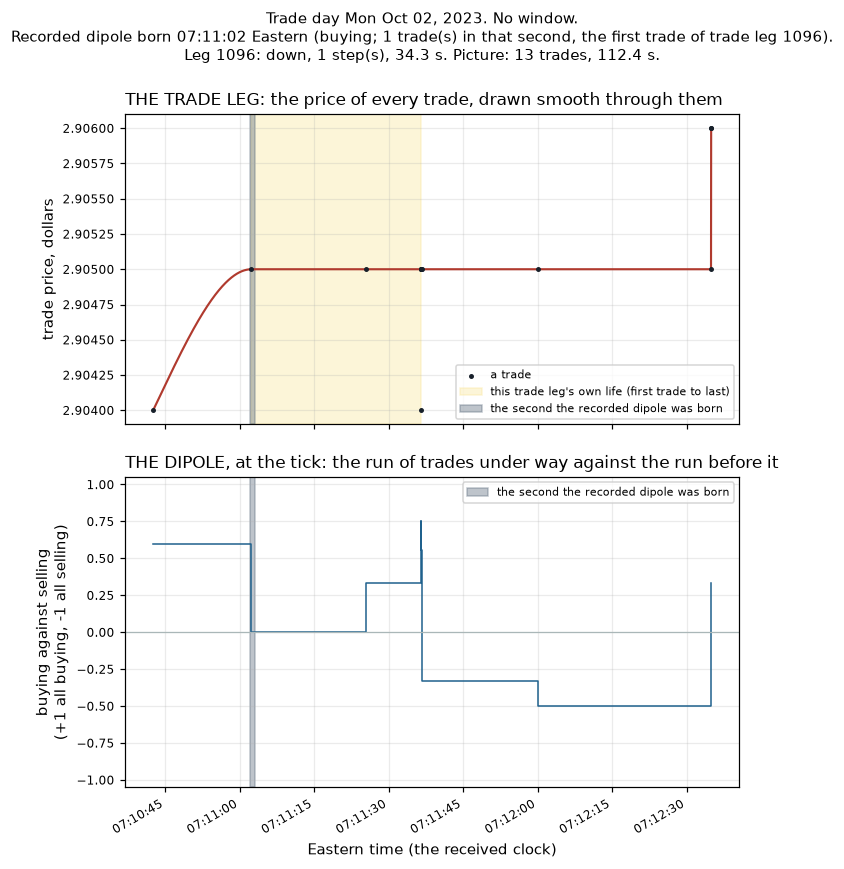 Trade day Mon Oct 02, 2023. No window.
Recorded dipole born 07:11:02 Eastern (buying; 1 trade(s) in that second, the first trade of trade leg 1096).
Leg 1096: down, 1 step(s), 34.3 s. Picture: 13 trades, 112.4 s.
THE TRADE LEG: the price of every trade, drawn smooth through them
trade price, dollars
2.90600
2.90575
2.90550
2.90525
2.90500
2.90475
2.90450
2.90425
2.90400
a trade
this trade leg's own life (first trade to last)
the second the recorded dipole was born
THE DIPOLE, at the tick: the run of trades under way against the run before it
buying against selling
(+1 all buying, -1 all selling)
1.00
0.75
0.50
0.25
0.00
−0.25
−0.50
−0.75
−1.00
the second the recorded dipole was born
07:10:45
07:11:00
07:11:15
07:11:30
07:11:45
07:12:00
07:12:15
07:12:30
Eastern time (the received clock)